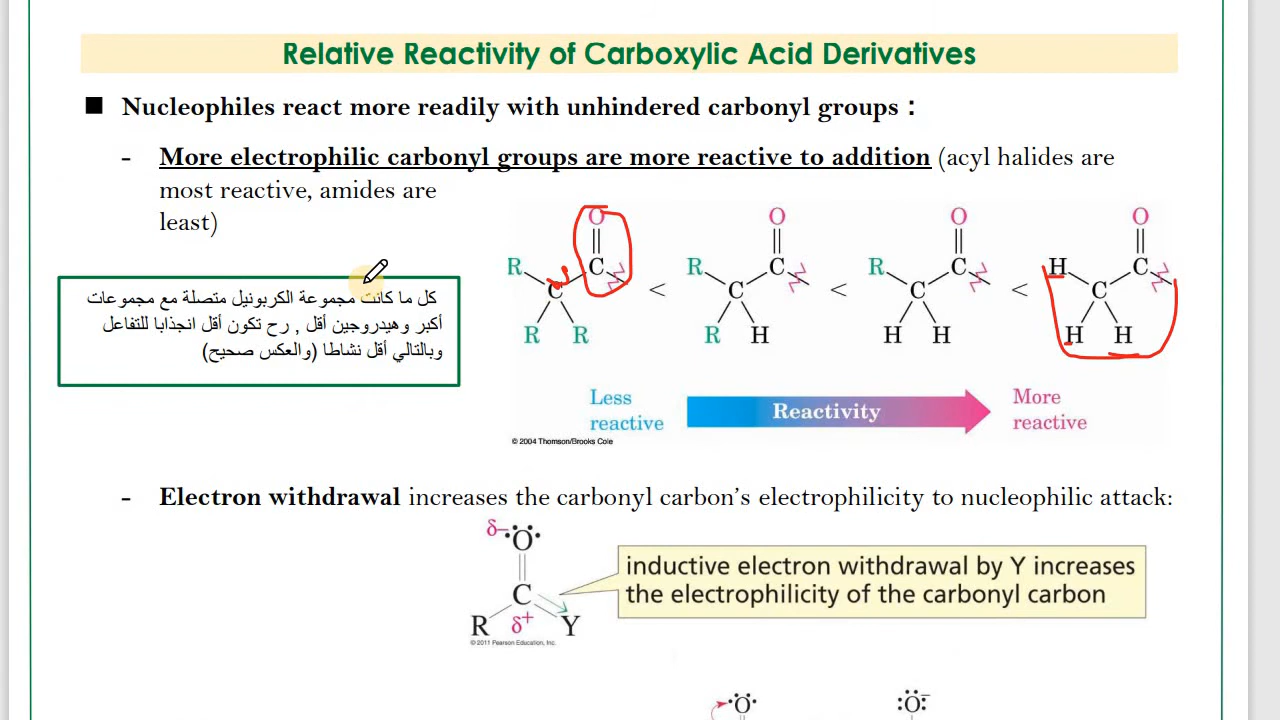 Relative Reactivity of Carboxylic Acid Derivatives
■ Nucleophiles react more readily with unhindered carbonyl groups :
- More electrophilic carbonyl groups are more reactive to addition (acyl halides are
most reactive, amides are
least)
كل ما كانت مجموعة الكربونيل متصلة مع مجموعات
أكبر وهيدروجين أقل , رح تكون أقل انجذابا للتفاعل
وبالتالي أقل نشاطا (والعكس صحيح)
O O O O
R C < R C < R C < H C
C C C C
R R R H H H H H
Less
reactive
Reactivity
More
reactive
© 2004 Thomson/Brooks Cole
- Electron withdrawal increases the carbonyl carbon’s electrophilicity to nucleophilic attack:
δ− O
C
R δ+ Y
© 2011 Pearson Education, Inc.
inductive electron withdrawal by Y increases
the electrophilicity of the carbonyl carbon
:O: :O:−